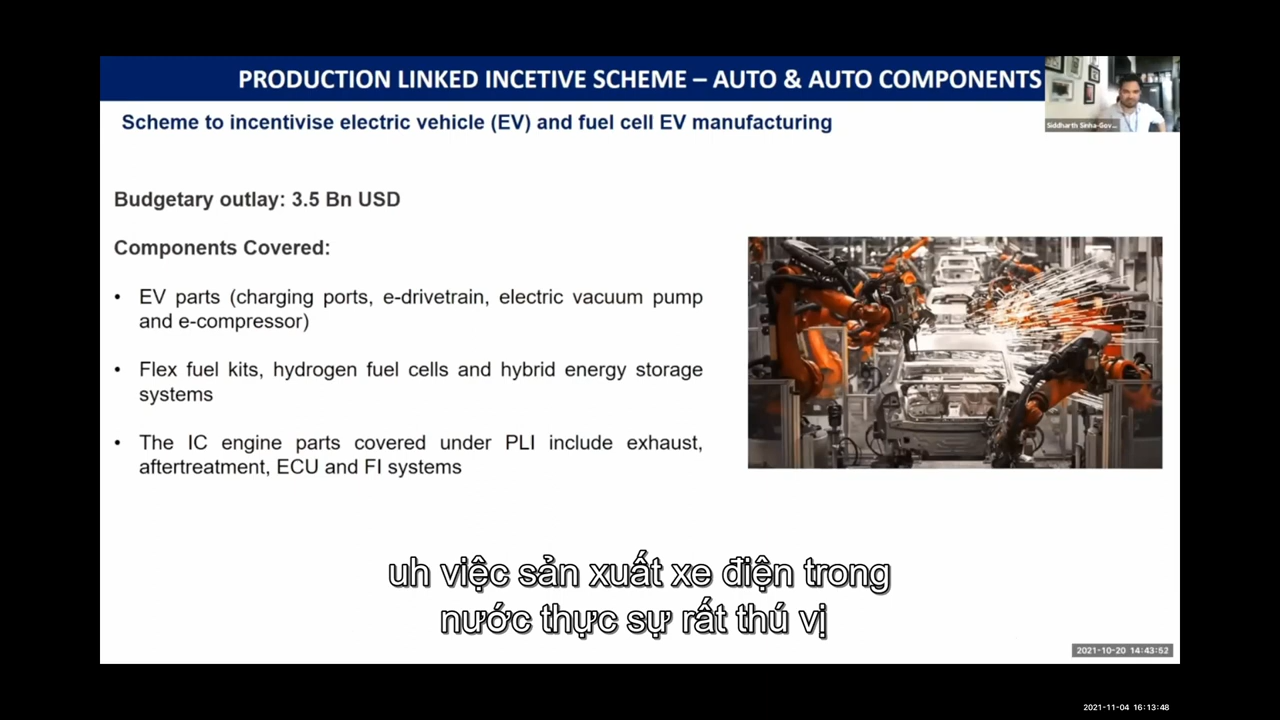 PRODUCTION LINKED INCETIVE SCHEME – AUTO & AUTO COMPONENTS
Siddharth Sinha-Gov...
Scheme to incentivise electric vehicle (EV) and fuel cell EV manufacturing
Budgetary outlay: 3.5 Bn USD
Components Covered:
• EV parts (charging ports, e-drivetrain, electric vacuum pump
and e-compressor)
• Flex fuel kits, hydrogen fuel cells and hybrid energy storage
systems
• The IC engine parts covered under PLI include exhaust,
aftertreatment, ECU and FI systems
uh việc sản xuất xe điện trong
nước thực sự rất thú vị
2021-10-20 14:43:52
2021-11-04 16:13:48